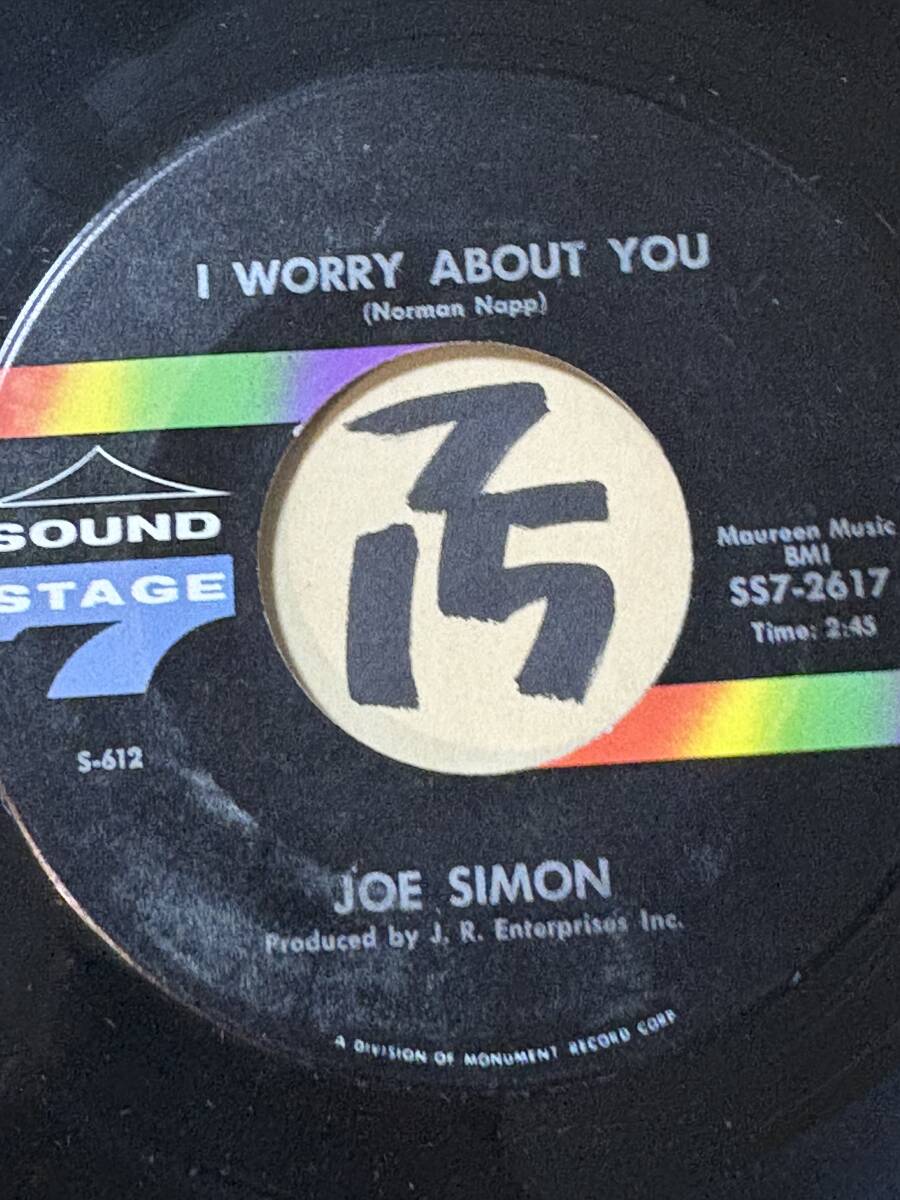 I WORRY ABOUT YOU
(Norman Napp)
SOUND
STAGE
7
S-612
Maureen Music
BMI
SS7-2617
Time: 2:45
JOE SIMON
Produced by J. R. Enterprises Inc.
A DIVISION OF MONUMENT RECORD CORP.